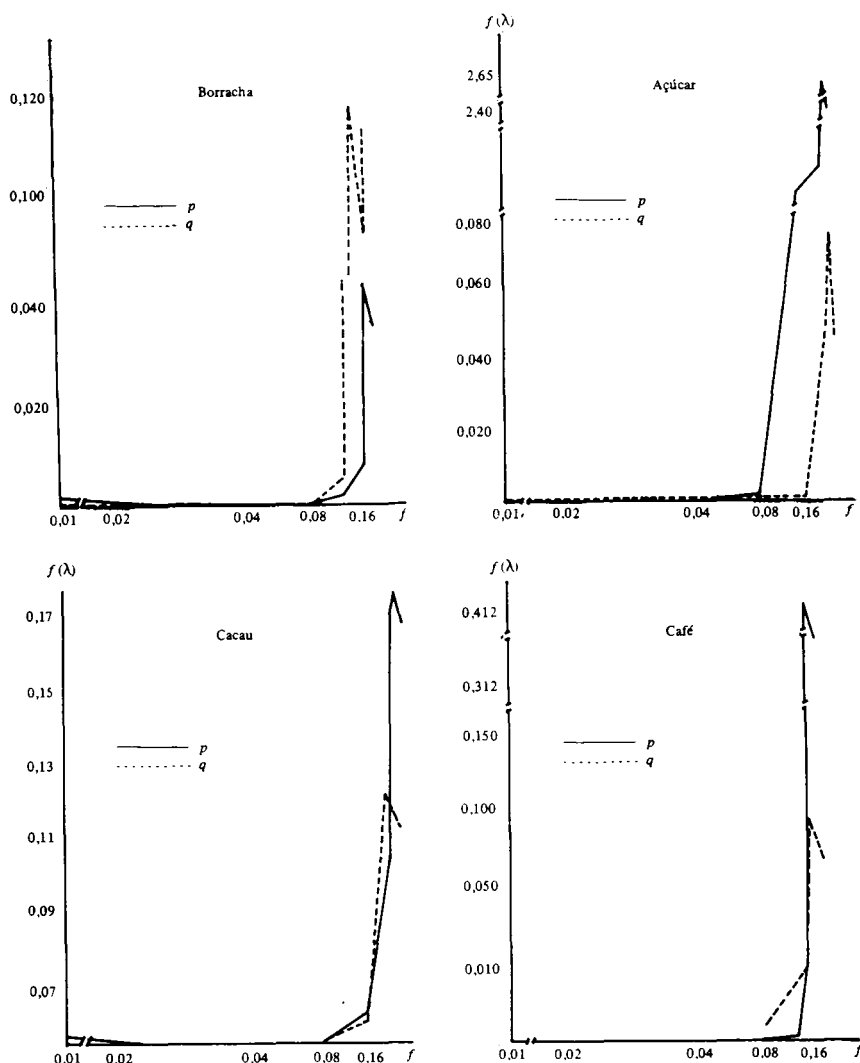 Borracha
0,120
0,100
0,040
0,020
p
q
0,01
0,02
0,04
0,08
0,16
f
f (λ)
Açúcar
2,65
2,40
0,080
0,060
0,040
0,020
p
q
0,01
0,02
0,04
0,08
0,16
f
f (λ)
Cacau
0,17
0,15
0,13
0,11
0,09
0,07
p
q
0,01
0,02
0,04
0,08
0,16
f
f (λ)
Café
0,412
0,312
0,150
0,100
0,050
0,010
p
q
0,01
0,02
0,04
0,08
0,16
f